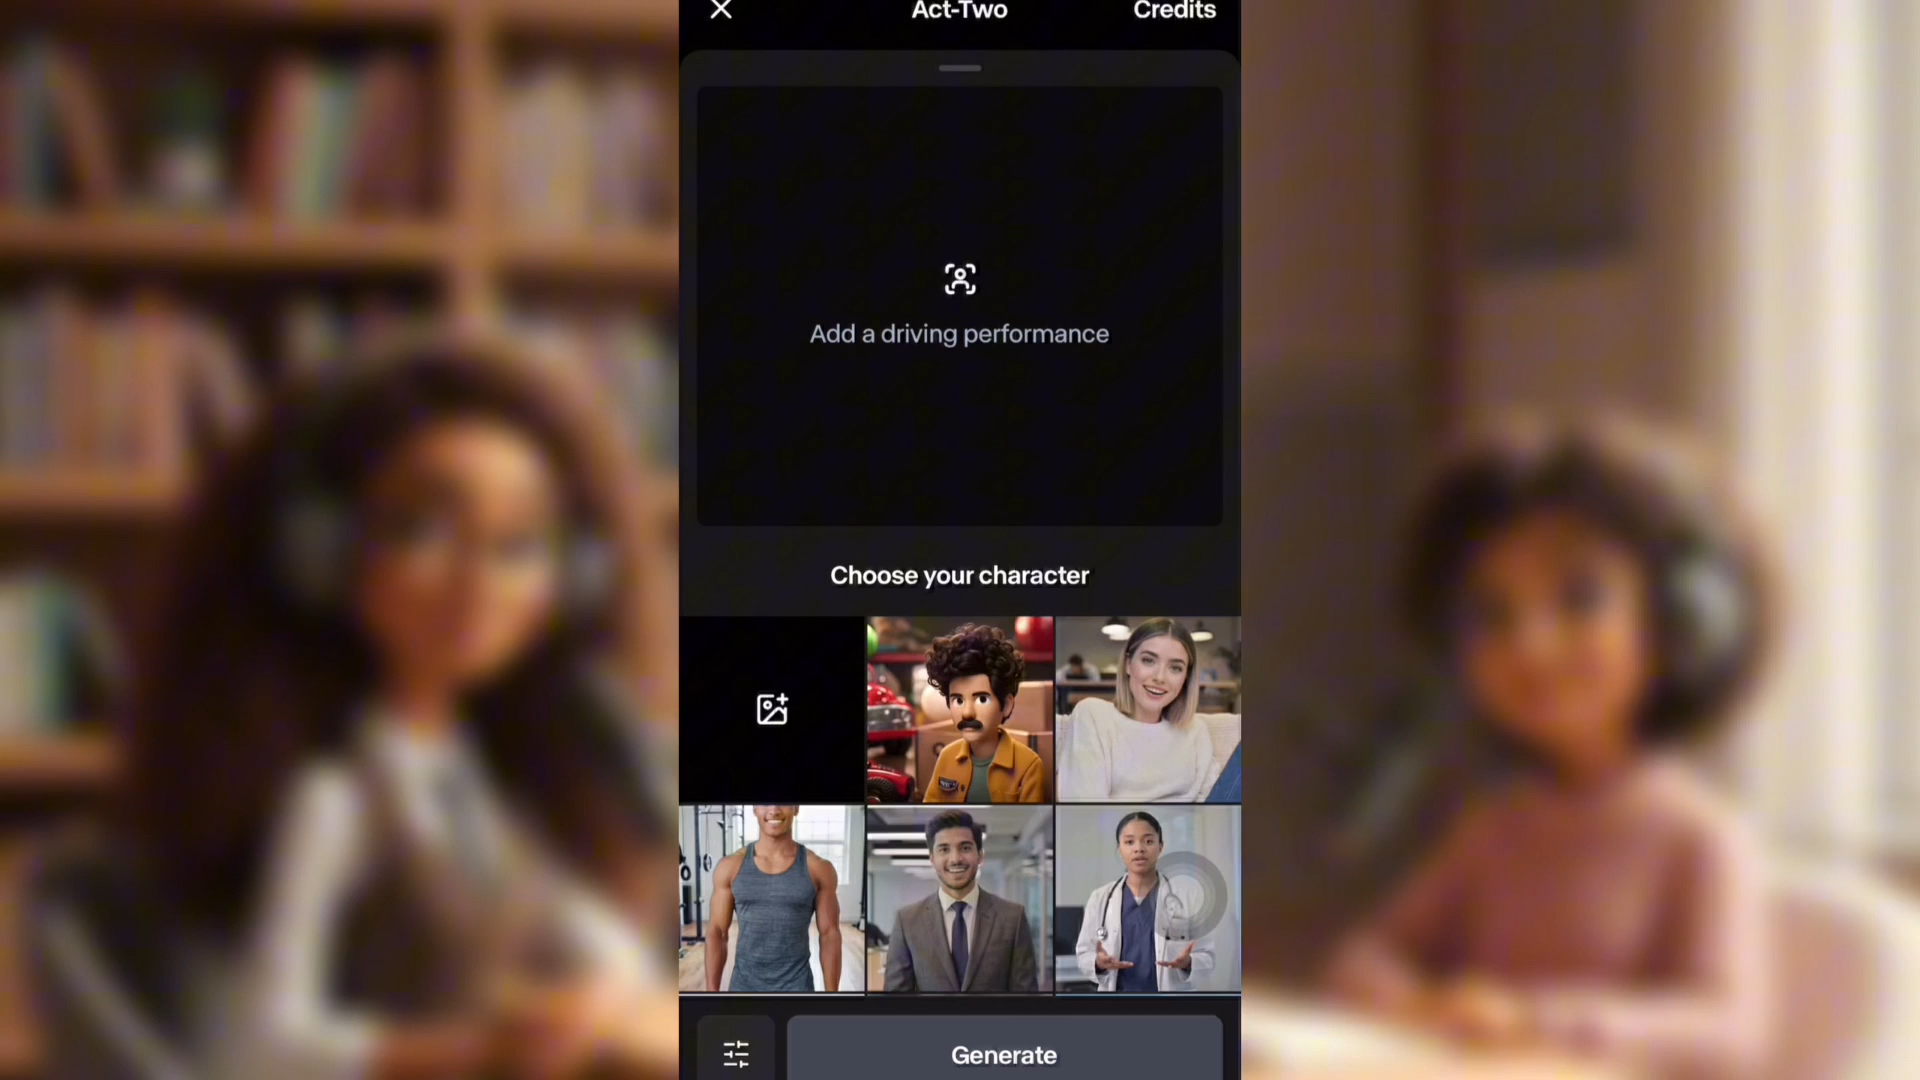 Act-Two
Credits
Add a driving performance
Choose your character
Generate